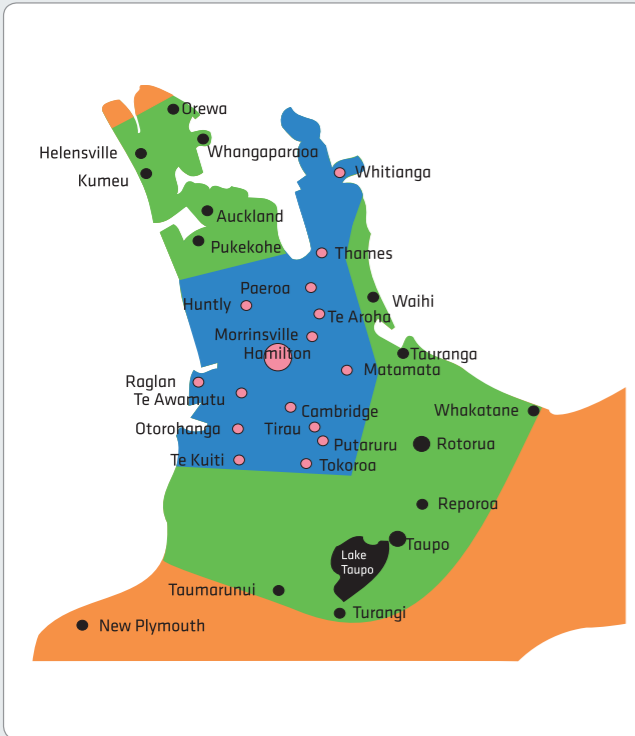 Orewa
Whangaparaoa
Helensville
Kumeu
Whitianga
Auckland
Pukekohe
Thames
Paeroa
Waihi
Huntly
Te Aroha
Morrinsville
Hamilton
Tauranga
Matamata
Raglan
Te Awamutu
Cambridge
Whakatane
Otorohanga
Tirau
Putaruru
Rotorua
Te Kuiti
Tokoroa
Reporoa
Taupo
Lake
Taupo
Taumarunui
Turangi
New Plymouth